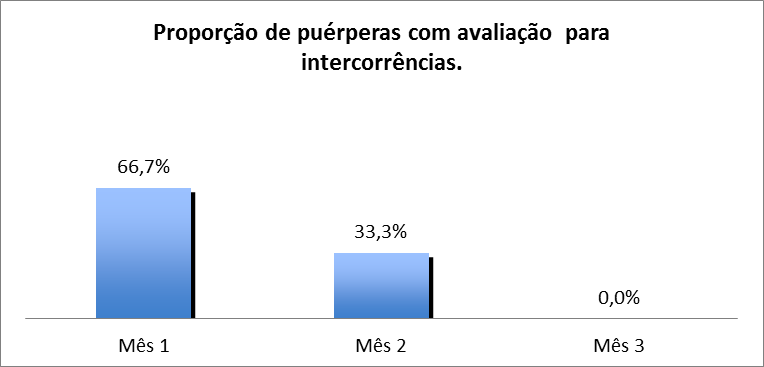 Proporção de puérperas com avaliação  para
intercorrências.
66,7%
33,3%
0,0%
Mês 1
Mês 2
Mês 3